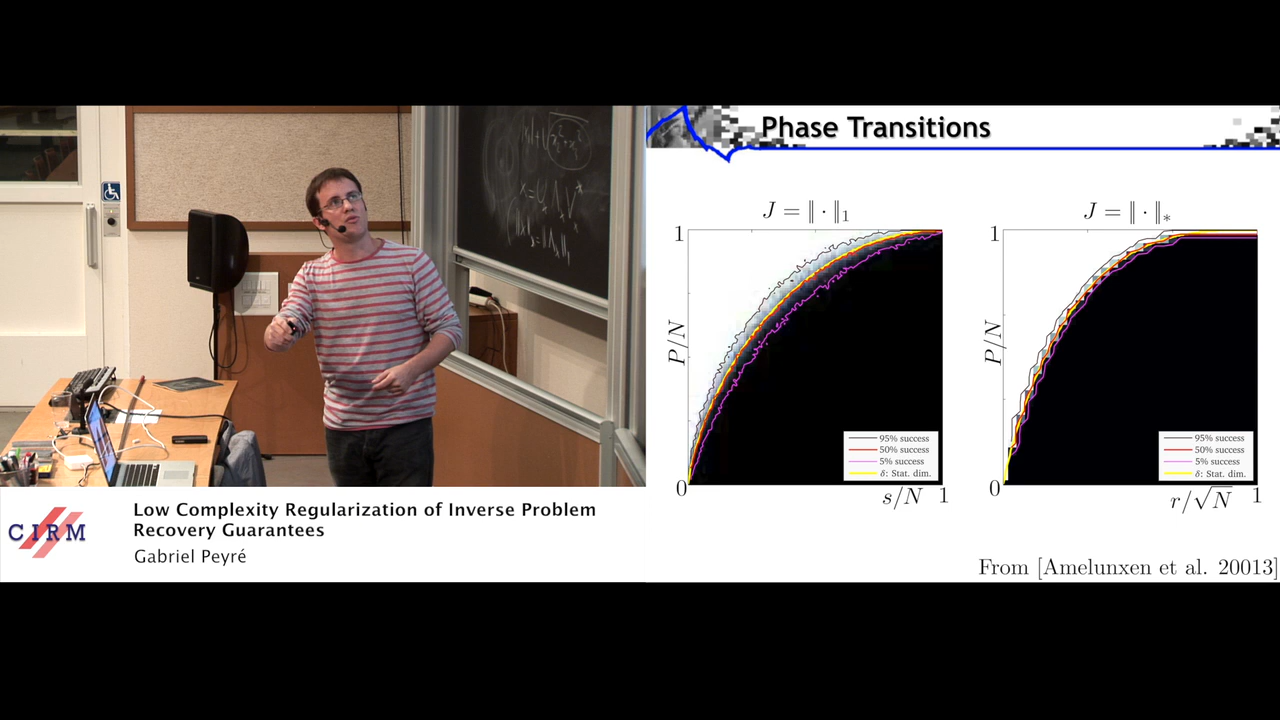 Phase Transitions
J = ‖ · ‖₁
1
P/N
0
s/N 1
95% success
50% success
5% success
δ: Stat. dim.
J = ‖ · ‖*
1
P/N
0
r/√N 1
95% success
50% success
5% success
δ: Stat. dim.
From [Amelunxen et al. 20013]
CIRM
Low Complexity Regularization of Inverse Problem
Recovery Guarantees
Gabriel Peyré